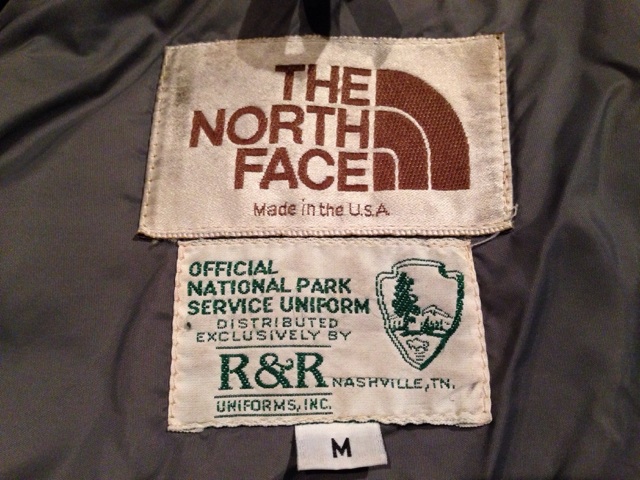 THE
NORTH
FACE
Made in the U.S.A.
OFFICIAL
NATIONAL PARK
SERVICE UNIFORM
DISTRIBUTED
EXCLUSIVELY BY
R&R NASHVILLE, TN.
UNIFORMS, INC.
M